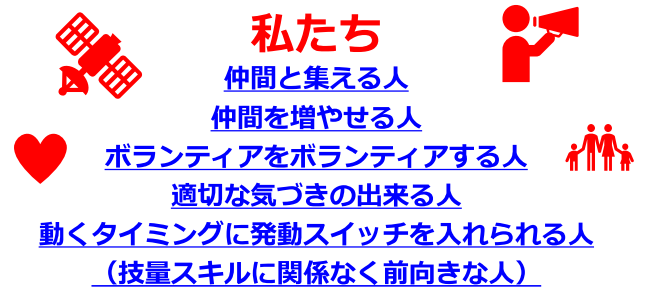 私たち
仲間と集える人
仲間を増やせる人
ボランティアをボランティアする人
適切な気づきの出来る人
動くタイミングに発動スイッチを入れられる人
（技量スキルに関係なく前向きな人）